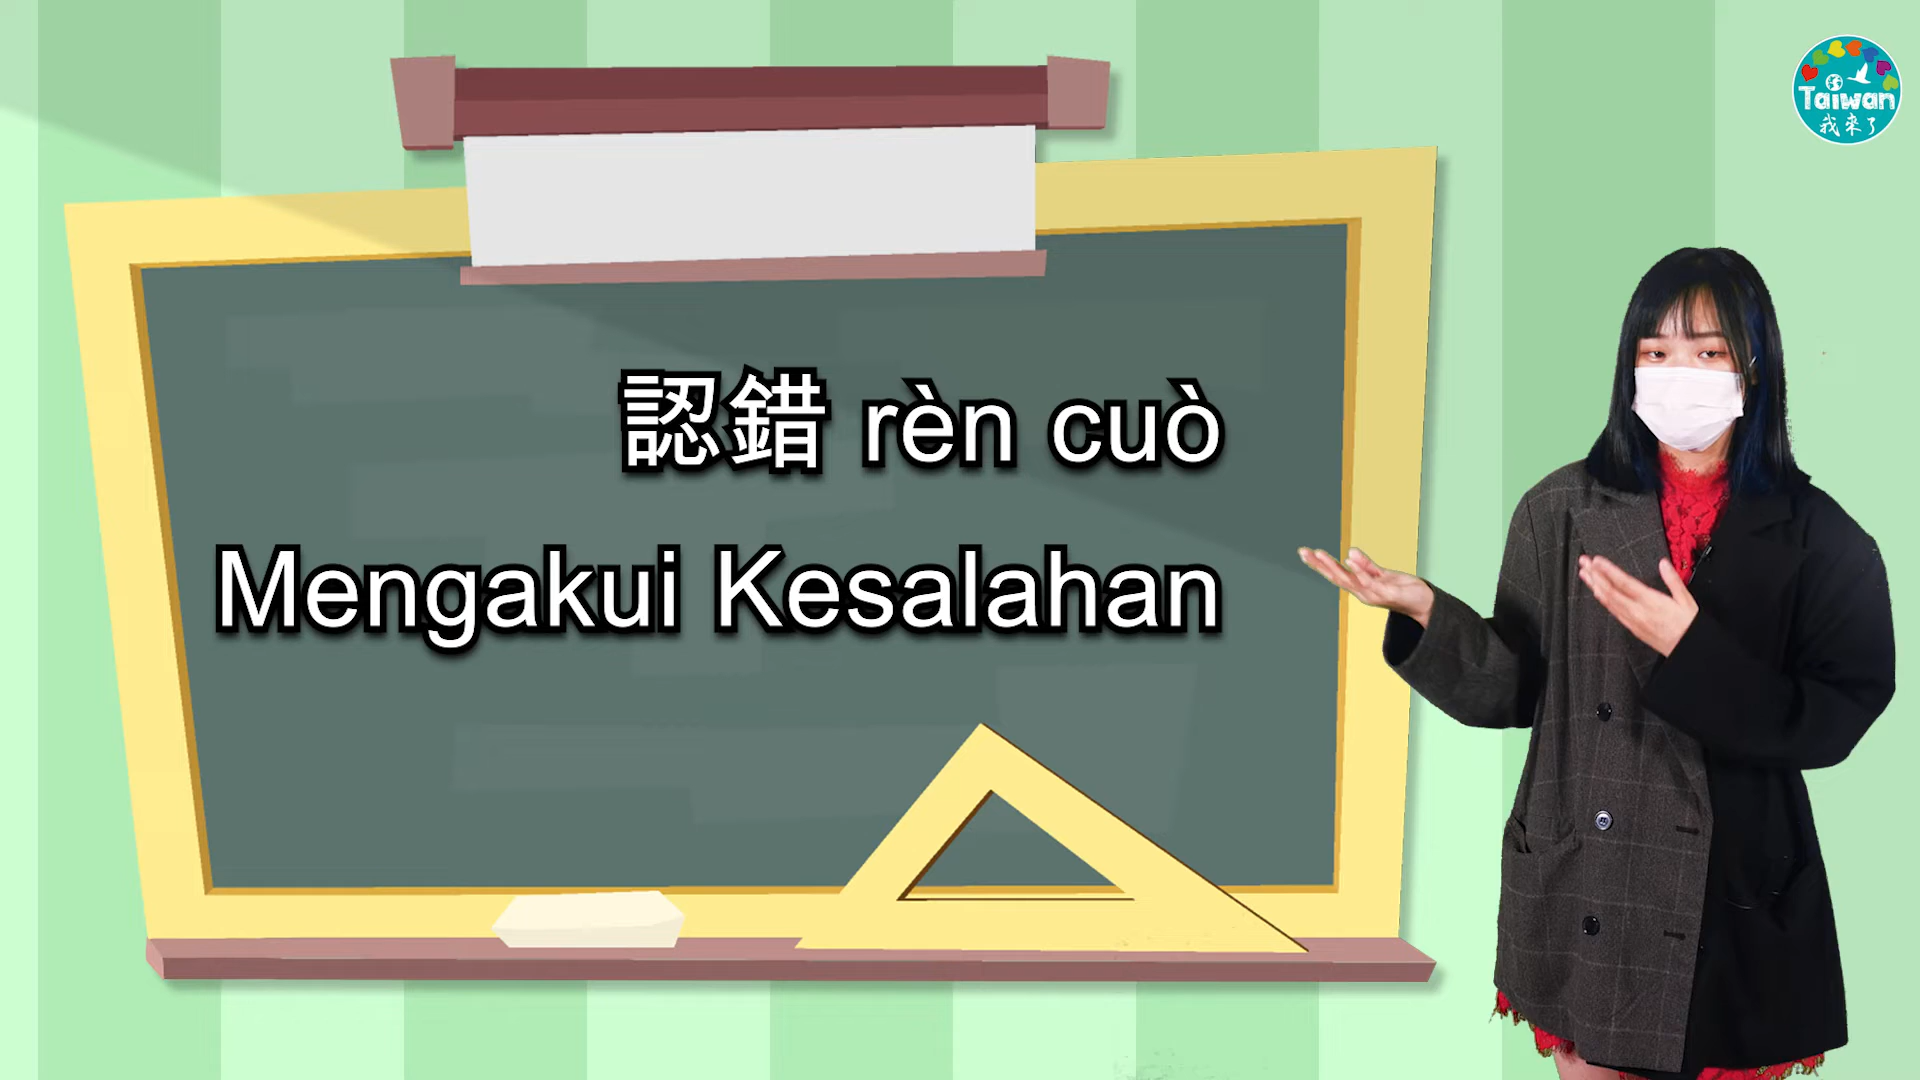 認錯 rèn cuò
Mengakui Kesalahan
Taiwan
我來了